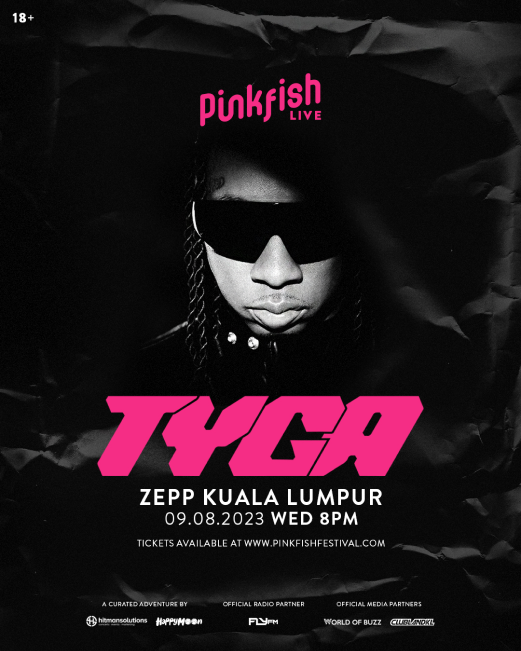 18+
pinkfish
LIVE
TYGA
ZEPP KUALA LUMPUR
09.08.2023 WED 8PM
TICKETS AVAILABLE AT WWW.PINKFISHFESTIVAL.COM
A CURATED ADVENTURE BY OFFICIAL RADIO PARTNER OFFICIAL MEDIA PARTNERS
hitmansolutions HAPPYMOON FLYFM WORLD OF BUZZ CLUBLANDKL